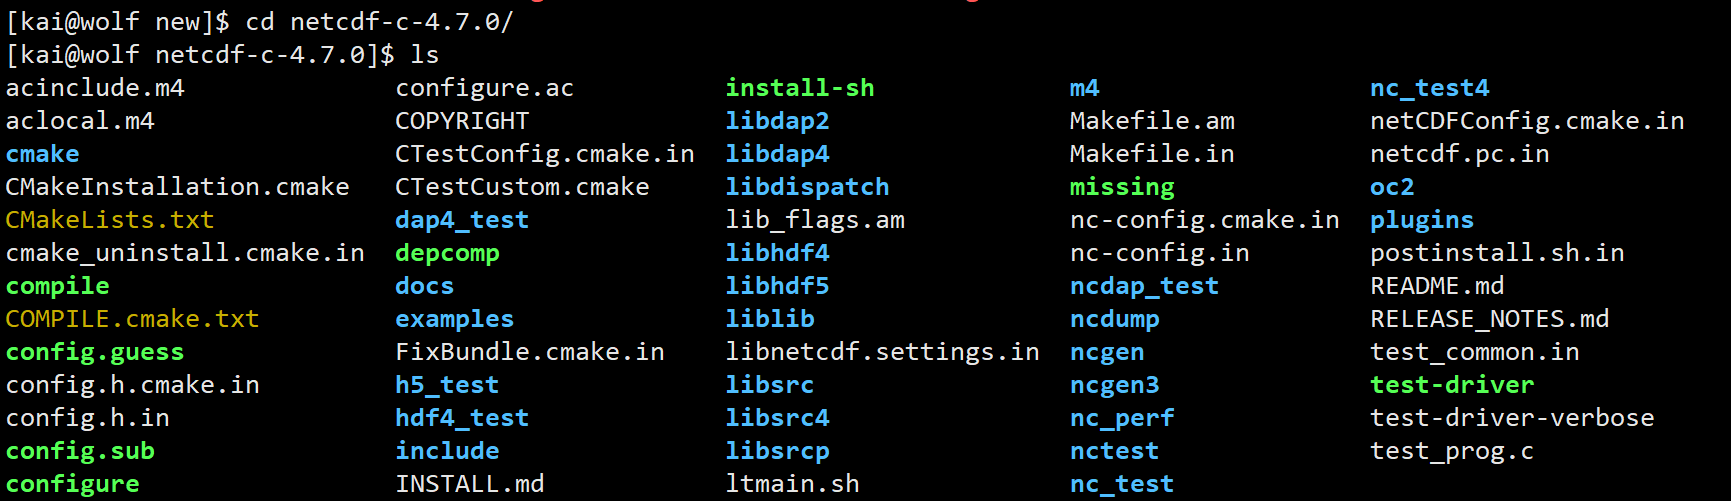 [kai@wolf new]$ cd netcdf-c-4.7.0/
[kai@wolf netcdf-c-4.7.0]$ ls
acinclude.m4 configure.ac install-sh m4 nc_test4
aclocal.m4 COPYRIGHT libdap2 Makefile.am netCDFConfig.cmake.in
cmake CTestConfig.cmake.in libdap4 Makefile.in netcdf.pc.in
CMakeInstallation.cmake CTestCustom.cmake libdispatch missing oc2
CMakeLists.txt dap4_test lib_flags.am nc-config.cmake.in plugins
cmake_uninstall.cmake.in depcomp libhdf4 nc-config.in postinstall.sh.in
compile docs libhdf5 ncdap_test README.md
COMPILE.cmake.txt examples liblib ncdump RELEASE_NOTES.md
config.guess FixBundle.cmake.in libnetcdf.settings.in ncgen test_common.in
config.h.cmake.in h5_test libsrc ncgen3 test-driver
config.h.in hdf4_test libsrc4 nc_perf test-driver-verbose
config.sub include libsrcp nctest test_prog.c
configure INSTALL.md ltmain.sh nc_test